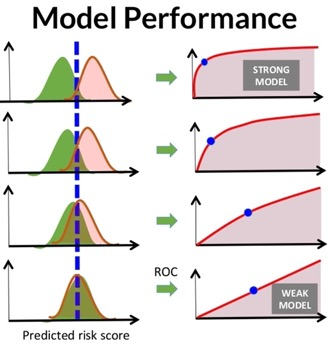 Model Performance
STRONG
MODEL
ROC
WEAK
MODEL
Predicted risk score